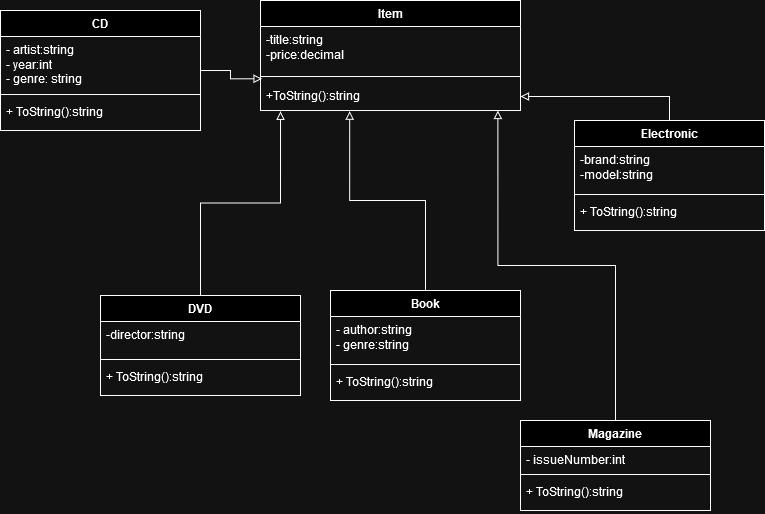 CD
- artist:string
- year:int
- genre: string
+ ToString():string
Item
-title:string
-price:decimal
+ToString():string
Electronic
-brand:string
-model:string
+ ToString():string
DVD
-director:string
+ ToString():string
Book
- author:string
- genre:string
+ ToString():string
Magazine
- issueNumber:int
+ ToString():string